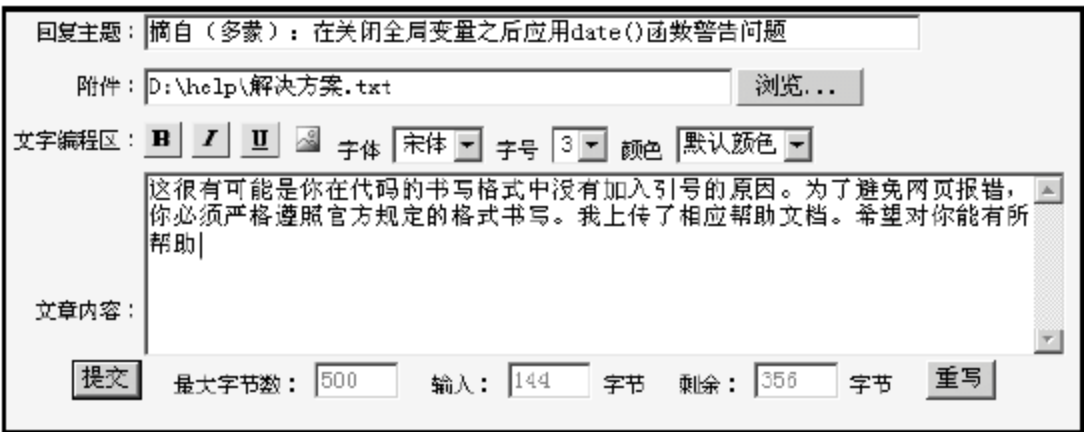 回复主题：摘自（多蒙）：在关闭全局变量之后应用date()函数警告问题
附件：D:\help\解决方案.txt 浏览...
文字编程区：B I U 字体 宋体 字号 3 颜色 默认颜色
这很有可能是你在代码的书写格式中没有加入引号的原因。为了避免网页报错，
你必须严格遵照官方规定的格式书写。我上传了相应帮助文档。希望对你能有所
帮助
文章内容：
提交 最大字节数：500 输入：144 字节 剩余：356 字节 重写